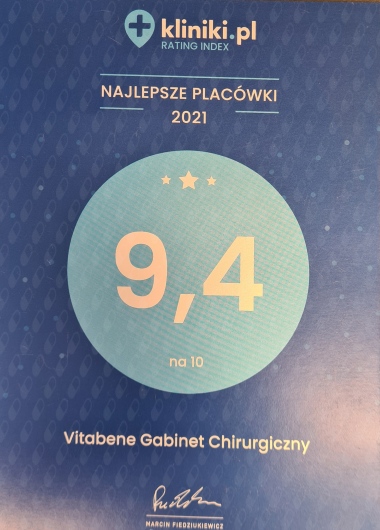 kliniki.pl
RATING INDEX
NAJLEPSZE PLACÓWKI
2021
9,4
na 10
Vitabene Gabinet Chirurgiczny
MARCIN FIEDZIUKIEWICZ